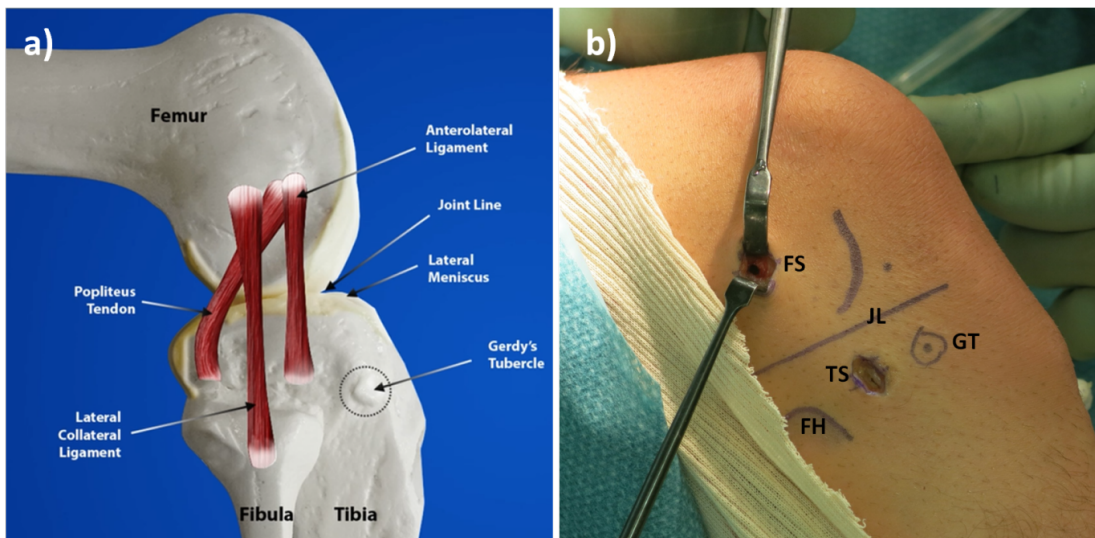 a)
Femur
Anterolateral
Ligament
Joint Line
Lateral
Meniscus
Popliteus
Tendon
Gerdy's
Tubercle
Lateral
Collateral
Ligament
Fibula
Tibia
b)
FS
JL
GT
TS
FH